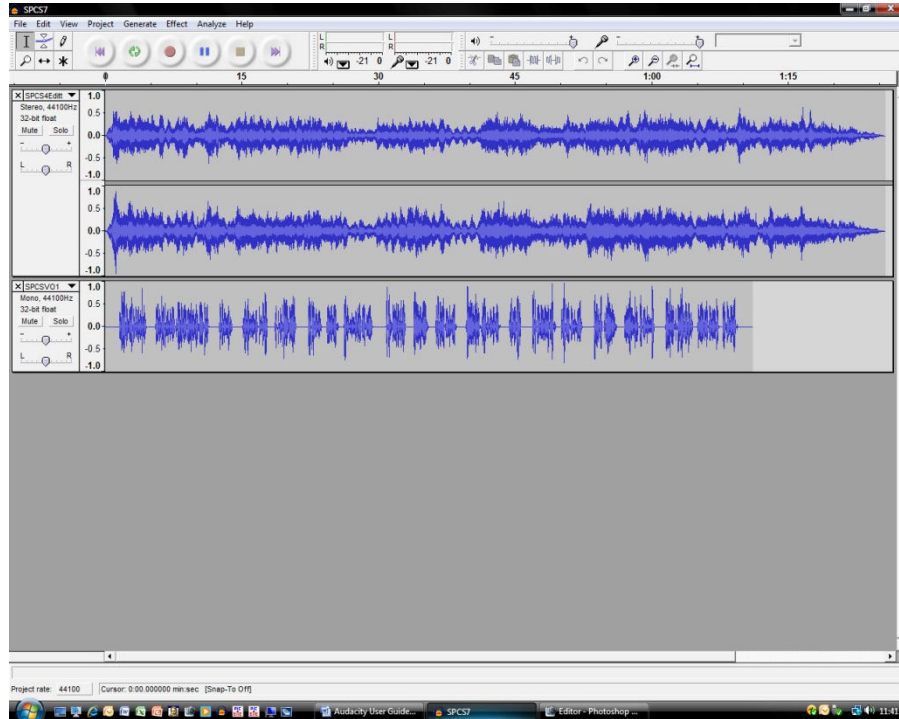 SPCS7
File Edit View Project Generate Effect Analyze Help
L
R
L
R
-21 0
-21 0
0 15 30 45 1:00 1:15
X SPCS4Editt
Stereo, 44100Hz
32-bit float
Mute Solo
- +
L R
1.0
0.5
0.0
-0.5
-1.0
1.0
0.5
0.0
-0.5
-1.0
X SPCSVO1
Mono, 44100Hz
32-bit float
Mute Solo
- +
L R
1.0
0.5
0.0
-0.5
-1.0
Project rate: 44100 Cursor: 0:00.000000 min:sec [Snap-To Off]
Audacity User Guide... SPCS7 Editor - Photoshop ... 11:41